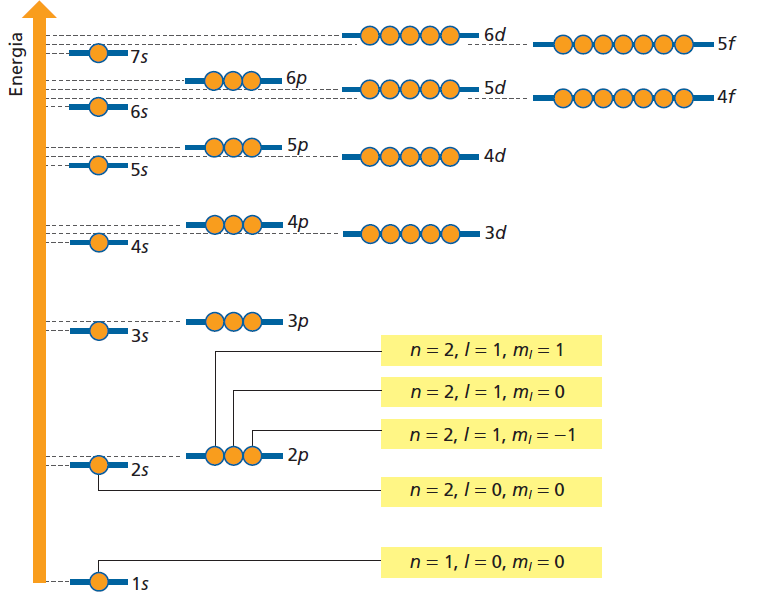 Energia
6d
5f
7s
6p
5d
4f
6s
5p
4d
5s
4p
3d
4s
3p
3s
n = 2, l = 1, mₗ = 1
n = 2, l = 1, mₗ = 0
n = 2, l = 1, mₗ = −1
2p
2s
n = 2, l = 0, mₗ = 0
n = 1, l = 0, mₗ = 0
1s